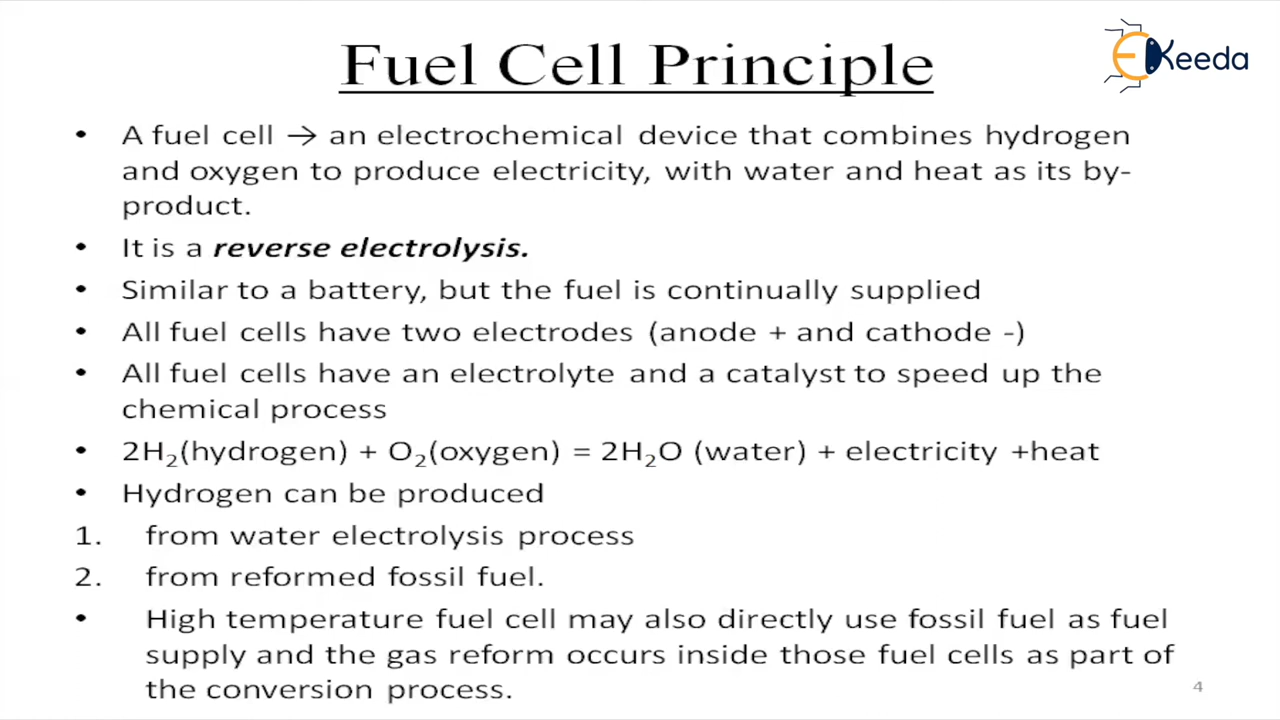 Fuel Cell Principle
EKeeda
• A fuel cell → an electrochemical device that combines hydrogen
and oxygen to produce electricity, with water and heat as its by-
product.
• It is a reverse electrolysis.
• Similar to a battery, but the fuel is continually supplied
• All fuel cells have two electrodes (anode + and cathode -)
• All fuel cells have an electrolyte and a catalyst to speed up the
chemical process
• 2H₂(hydrogen) + O₂(oxygen) = 2H₂O (water) + electricity +heat
• Hydrogen can be produced
1. from water electrolysis process
2. from reformed fossil fuel.
• High temperature fuel cell may also directly use fossil fuel as fuel
supply and the gas reform occurs inside those fuel cells as part of
the conversion process.
4